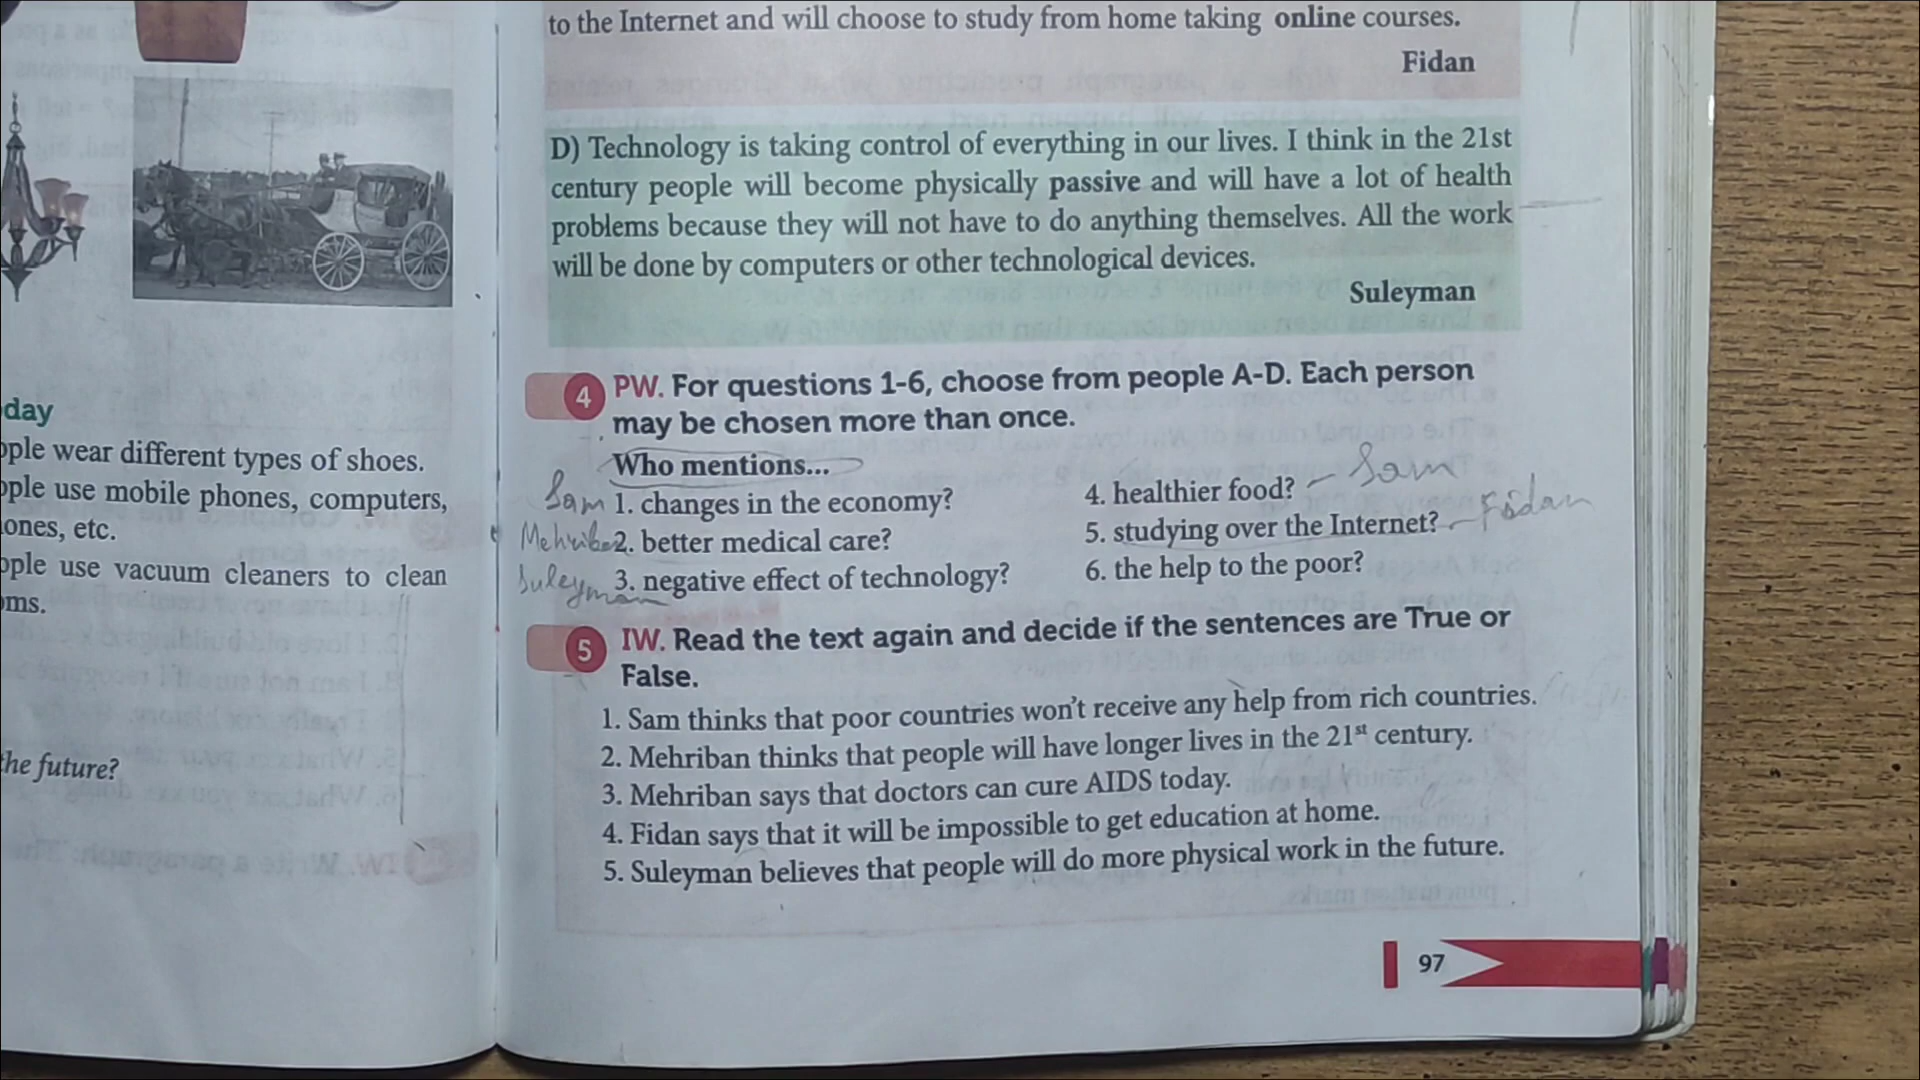 day
ople wear different types of shoes.
ople use mobile phones, computers,
ones, etc.
ople use vacuum cleaners to clean
oms.
the future?
to the Internet and will choose to study from home taking online courses.
Fidan
D) Technology is taking control of everything in our lives. I think in the 21st
century people will become physically passive and will have a lot of health
problems because they will not have to do anything themselves. All the work
will be done by computers or other technological devices.
Suleyman
4 PW. For questions 1-6, choose from people A-D. Each person
may be chosen more than once.
Who mentions...
Sam 1. changes in the economy?
Mehriban 2. better medical care?
Suleyman 3. negative effect of technology?
4. healthier food? - Sam
5. studying over the Internet? - Fidan
6. the help to the poor?
5 IW. Read the text again and decide if the sentences are True or
False.
1. Sam thinks that poor countries won't receive any help from rich countries.
2. Mehriban thinks that people will have longer lives in the 21st century.
3. Mehriban says that doctors can cure AIDS today.
4. Fidan says that it will be impossible to get education at home.
5. Suleyman believes that people will do more physical work in the future.
97